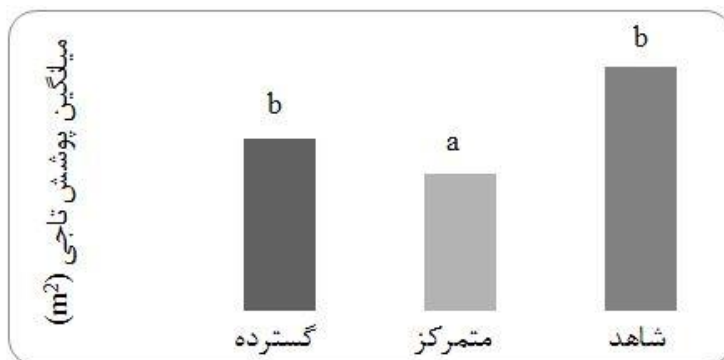 میانگین پوشش تاجی (m²)
b
a
b
گسترده
متمرکز
شاهد